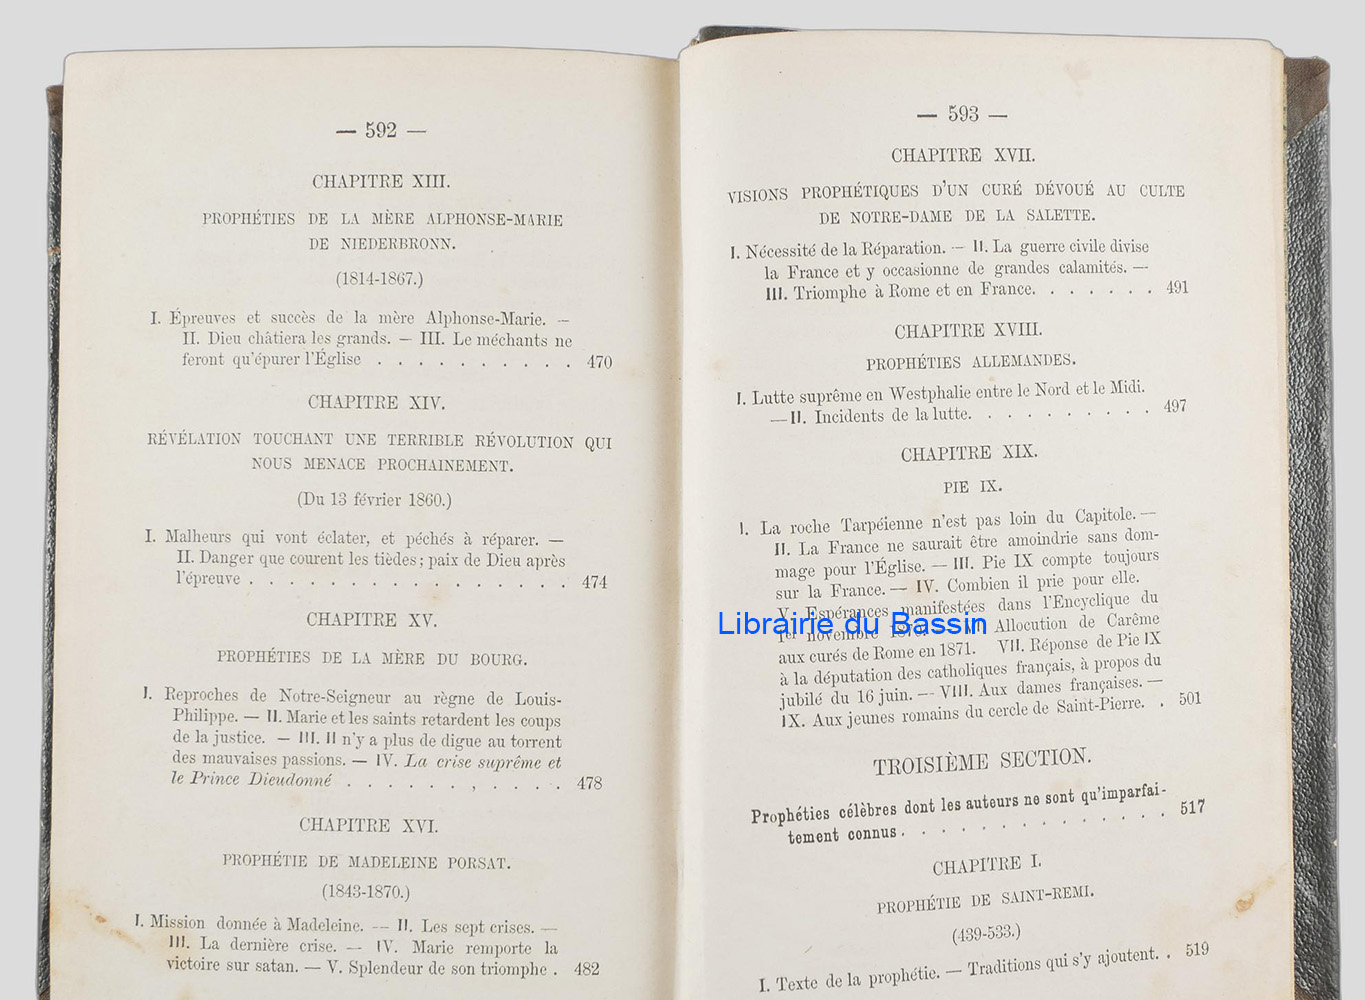 — 592 —
CHAPITRE XIII.
PROPHÉTIES DE LA MÈRE ALPHONSE-MARIE
DE NIEDERBRONN.
(1814-1867.)
I. Épreuves et succès de la mère Alphonse-Marie. —
II. Dieu châtiera les grands. — III. Le méchants ne
feront qu'épurer l'Église . . . . . . . . . . 470
CHAPITRE XIV.
RÉVÉLATION TOUCHANT UNE TERRIBLE RÉVOLUTION QUI
NOUS MENACE PROCHAINEMENT.
(Du 13 février 1860.)
I. Malheurs qui vont éclater, et péchés à réparer. —
II. Danger que courent les tièdes; paix de Dieu après
l'épreuve . . . . . . . . . . . . . . . . 474
CHAPITRE XV.
PROPHÉTIES DE LA MÈRE DU BOURG.
I. Reproches de Notre-Seigneur au règne de Louis-
Philippe. — II. Marie et les saints retardent les coups
de la justice. — III. Il n'y a plus de digue au torrent
des mauvaises passions. — IV. La crise suprême et
le Prince Dieudonné . . . . . . , . . . . 478
CHAPITRE XVI.
PROPHÉTIE DE MADELEINE PORSAT.
(1843-1870.)
I. Mission donnée à Madeleine. — II. Les sept crises. —
III. La dernière crise. — IV. Marie remporte la
victoire sur satan. — V. Splendeur de son triomphe . 482
— 593 —
CHAPITRE XVII.
VISIONS PROPHÉTIQUES D'UN CURÉ DÉVOUÉ AU CULTE
DE NOTRE-DAME DE LA SALETTE.
I. Nécessité de la Réparation. — II. La guerre civile divise
la France et y occasionne de grandes calamités. —
III. Triomphe à Rome et en France. . . . . . . 491
CHAPITRE XVIII.
PROPHÉTIES ALLEMANDES.
I. Lutte suprême en Westphalie entre le Nord et le Midi.
— II. Incidents de la lutte. . . . . . . . . . 497
CHAPITRE XIX.
PIE IX.
I. La roche Tarpéienne n'est pas loin du Capitole. —
II. La France ne saurait être amoindrie sans dom-
mage pour l'Église. — III. Pie IX compte toujours
sur la France. — IV. Combien il prie pour elle.
V. Espérances manifestées dans l'Encyclique du
1er novembre 1870. VI. Allocution de Carême
aux curés de Rome en 1871. VII. Réponse de Pie IX
à la députation des catholiques français, à propos du
jubilé du 16 juin. — VIII. Aux dames françaises. —
IX. Aux jeunes romains du cercle de Saint-Pierre. . 501
TROISIÈME SECTION.
Prophéties célèbres dont les auteurs ne sont qu'imparfai-
tement connus . . . . . . . . . . . . . 517
CHAPITRE I.
PROPHÉTIE DE SAINT-REMI.
(439-533.)
I. Texte de la prophétie. — Traditions qui s'y ajoutent. . 519
Librairie du Bassin